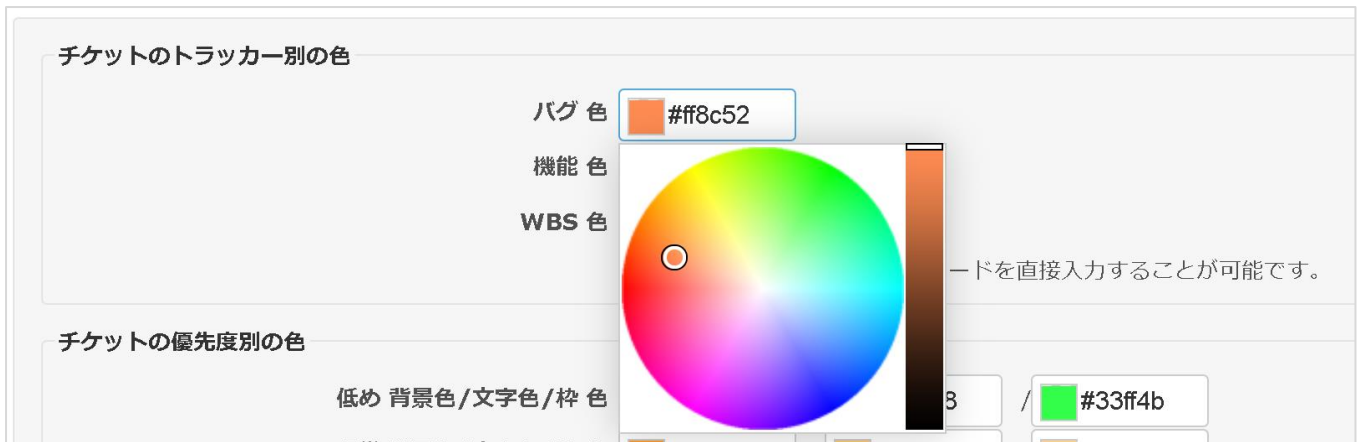 チケットのトラッカー別の色
バグ 色 #ff8c52
機能 色
WBS 色
ードを直接入力することが可能です。
チケットの優先度別の色
低め 背景色/文字色/枠 色 8 / #33ff4b